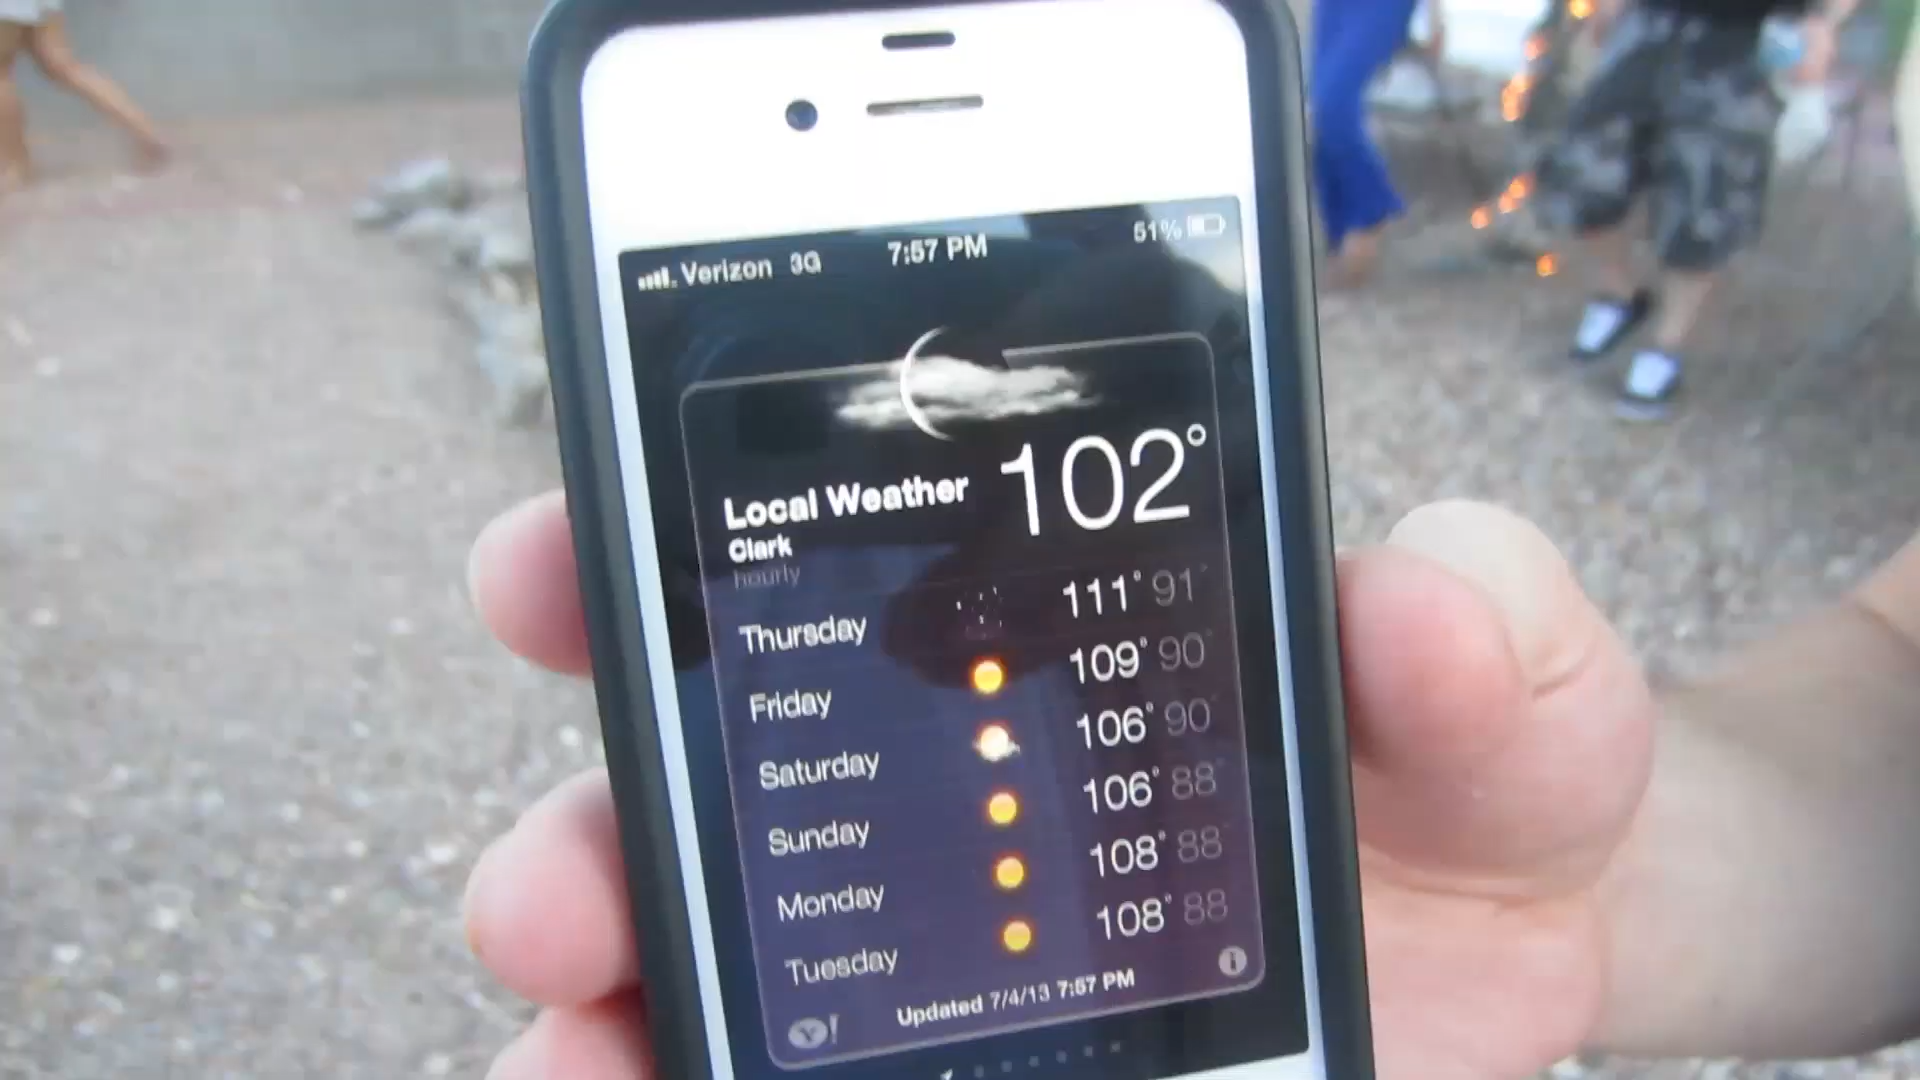 Verizon 3G 7:57 PM 51%
102°
Local Weather
Clark
hourly
Thursday 111° 91°
Friday 109° 90°
Saturday 106° 90°
Sunday 106° 88°
Monday 108° 88°
Tuesday 108° 88
Updated 7/4/13 7:57 PM
Y!
i